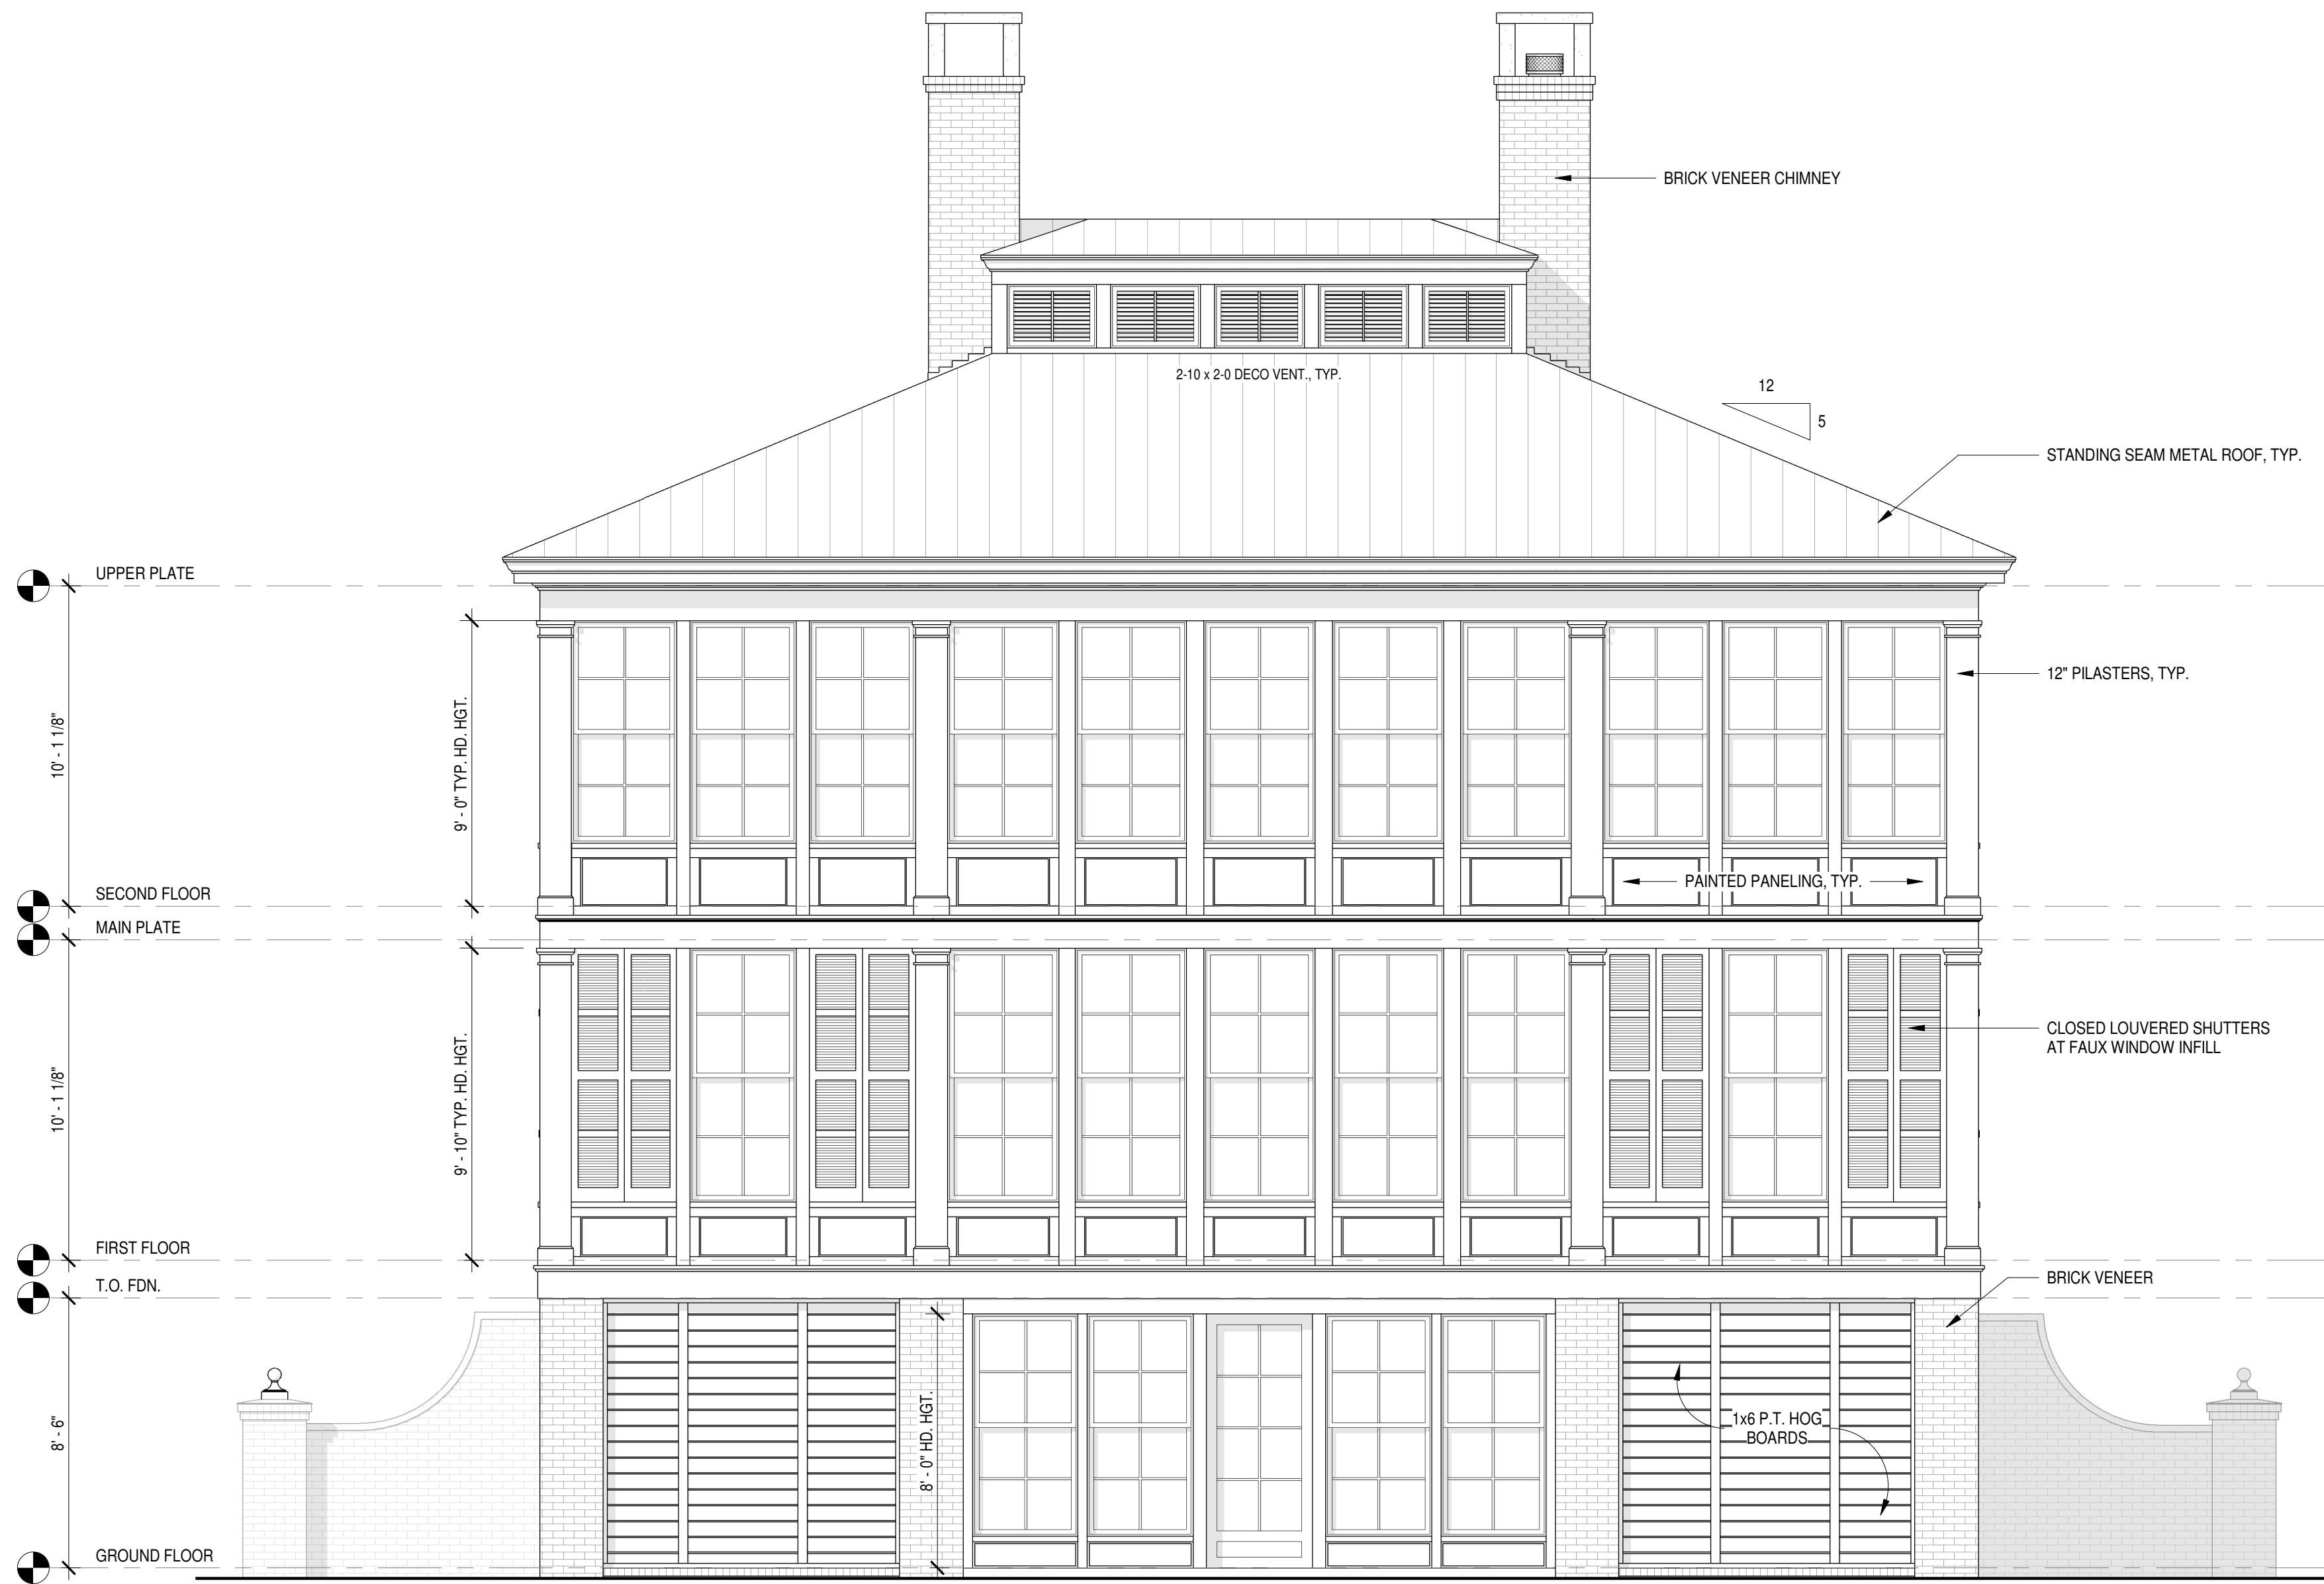 BRICK VENEER CHIMNEY
2-10 x 2-0 DECO VENT., TYP.
12
5
STANDING SEAM METAL ROOF, TYP.
UPPER PLATE
10' - 1 1/8"
9' - 0" TYP. HD. HGT.
12" PILASTERS, TYP.
PAINTED PANELING, TYP.
SECOND FLOOR
MAIN PLATE
10' - 1 1/8"
9' - 10" TYP. HD. HGT.
CLOSED LOUVERED SHUTTERS
AT FAUX WINDOW INFILL
FIRST FLOOR
T.O. FDN.
BRICK VENEER
8' - 6"
8' - 0" HD. HGT.
1x6 P.T. HOG
BOARDS
GROUND FLOOR